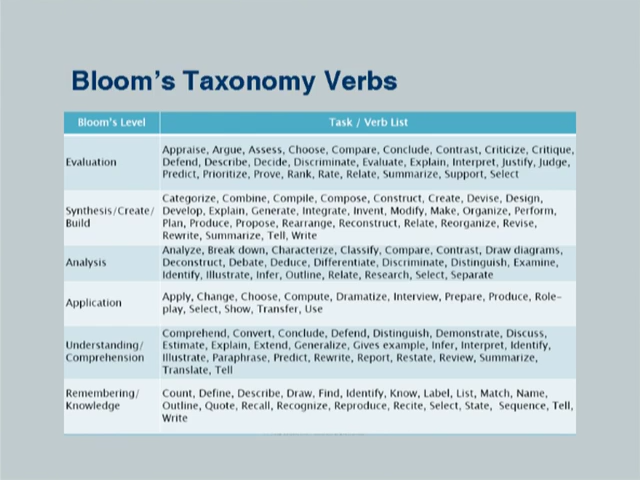 Bloom's Taxonomy Verbs
Bloom's Level
Task / Verb List
Evaluation
Appraise, Argue, Assess, Choose, Compare, Conclude, Contrast, Criticize, Critique,
Defend, Describe, Decide, Discriminate, Evaluate, Explain, Interpret, Justify, Judge,
Predict, Prioritize, Prove, Rank, Rate, Relate, Summarize, Support, Select
Synthesis/Create/
Build
Categorize, Combine, Compile, Compose, Construct, Create, Devise, Design,
Develop, Explain, Generate, Integrate, Invent, Modify, Make, Organize, Perform,
Plan, Produce, Propose, Rearrange, Reconstruct, Relate, Reorganize, Revise,
Rewrite, Summarize, Tell, Write
Analysis
Analyze, Break down, Characterize, Classify, Compare, Contrast, Draw diagrams,
Deconstruct, Debate, Deduce, Differentiate, Discriminate, Distinguish, Examine,
Identify, Illustrate, Infer, Outline, Relate, Research, Select, Separate
Application
Apply, Change, Choose, Compute, Dramatize, Interview, Prepare, Produce, Role-
play, Select, Show, Transfer, Use
Understanding/
Comprehension
Comprehend, Convert, Conclude, Defend, Distinguish, Demonstrate, Discuss,
Estimate, Explain, Extend, Generalize, Gives example, Infer, Interpret, Identify,
Illustrate, Paraphrase, Predict, Rewrite, Report, Restate, Review, Summarize,
Translate, Tell
Remembering/
Knowledge
Count, Define, Describe, Draw, Find, Identify, Know, Label, List, Match, Name,
Outline, Quote, Recall, Recognize, Reproduce, Recite, Select, State, Sequence, Tell,
Write